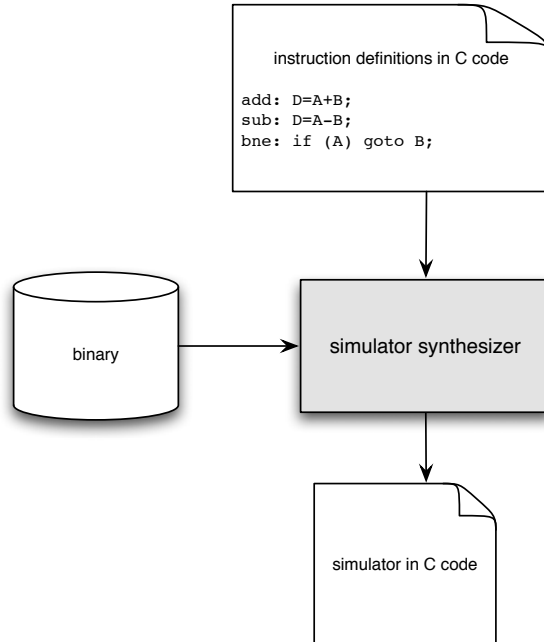 instruction definitions in C code
add: D=A+B;
sub: D=A-B;
bne: if (A) goto B;
binary
simulator synthesizer
simulator in C code